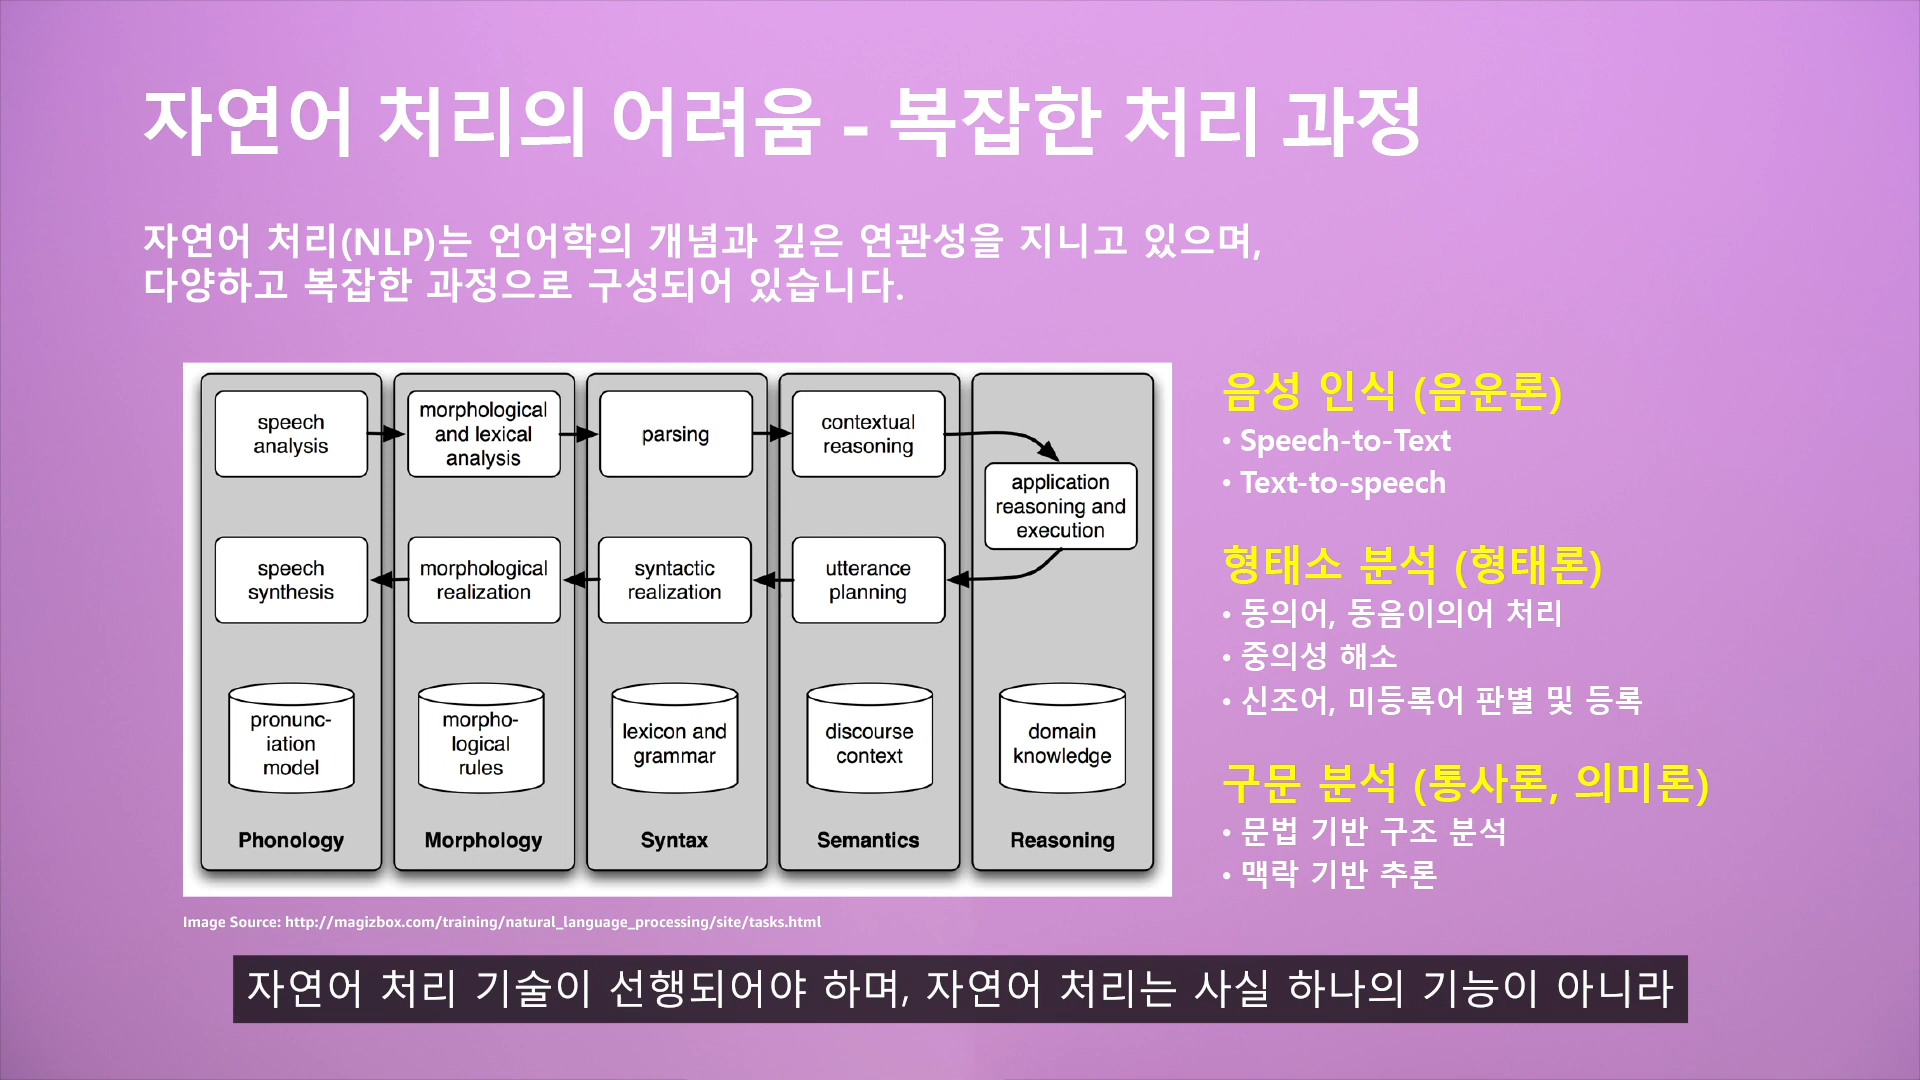 자연어 처리의 어려움 - 복잡한 처리 과정
자연어 처리(NLP)는 언어학의 개념과 깊은 연관성을 지니고 있으며,
다양하고 복잡한 과정으로 구성되어 있습니다.
speech
analysis
morphological
and lexical
analysis
parsing
contextual
reasoning
application
reasoning and
execution
speech
synthesis
morphological
realization
syntactic
realization
utterance
planning
pronunc-
iation
model
morpho-
logical
rules
lexicon and
grammar
discourse
context
domain
knowledge
Phonology
Morphology
Syntax
Semantics
Reasoning
Image Source: http://magizbox.com/training/natural_language_processing/site/tasks.html
음성 인식 (음운론)
• Speech-to-Text
• Text-to-speech
형태소 분석 (형태론)
• 동의어, 동음이의어 처리
• 중의성 해소
• 신조어, 미등록어 판별 및 등록
구문 분석 (통사론, 의미론)
• 문법 기반 구조 분석
• 맥락 기반 추론
자연어 처리 기술이 선행되어야 하며, 자연어 처리는 사실 하나의 기능이 아니라